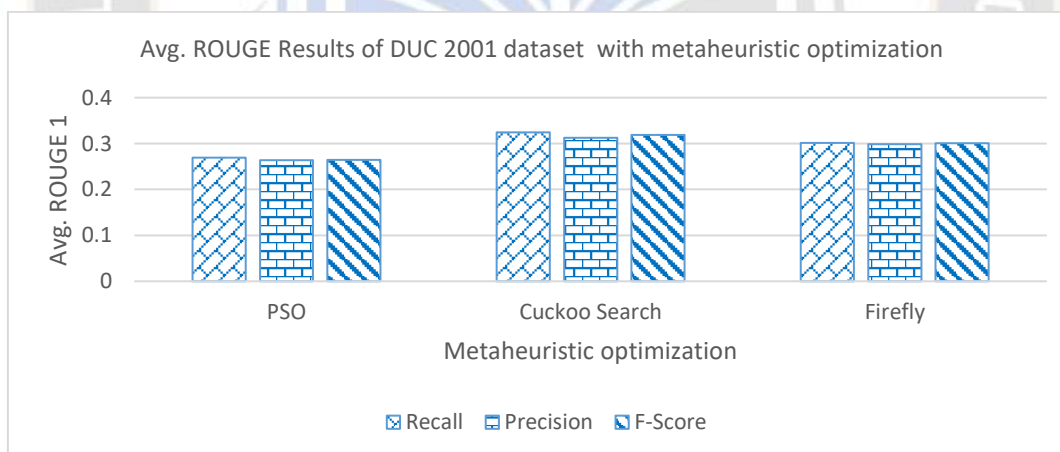 Avg. ROUGE Results of DUC 2001 dataset with metaheuristic optimization
Avg. ROUGE 1
0.4
0.3
0.2
0.1
0
PSO
Cuckoo Search
Firefly
Metaheuristic optimization
Recall
Precision
F-Score